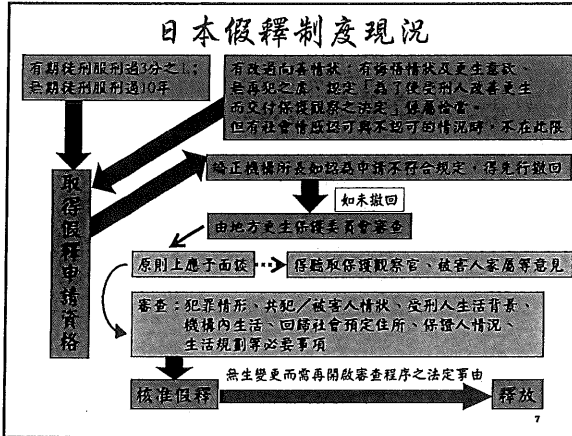 日本假釋制度現況
有期徒刑服刑過3分之1；
無期徒刑服刑過10年
有改過向善情狀：有悔悟情狀及更生意欲、
無再犯之虞、認定「為了使受刑人改善更生
而交付保護觀察之決定」係屬恰當。
但有社會情感認可與不認可的情況時，不在此限
取得假釋申請資格
矯正機構所長如認為申請不符合規定，得先行撤回
如未撤回
由地方更生保護委員會審查
原則上應予面談
得聽取保護觀察官、被害人家屬等意見
審查：犯罪情形、共犯/被害人情狀、受刑人生活背景、
機構內生活、回歸社會預定住所、保證人情況、
生活規劃等必要事項
核准假釋
無生變更而需再開啟審查程序之法定事由
釋放
7